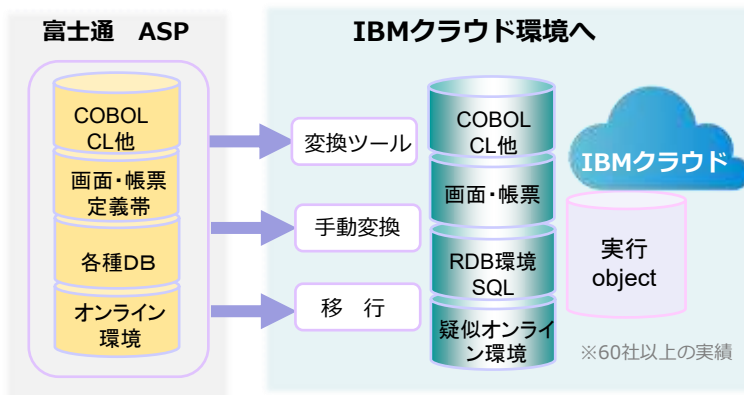 富士通　ASP
COBOL
CL他
画面・帳票
定義帯
各種DB
オンライン
環境
IBMクラウド環境へ
変換ツール
手動変換
移　行
COBOL
CL他
画面・帳票
RDB環境
SQL
疑似オンライ
ン環境
IBMクラウド
実行
object
※60社以上の実績